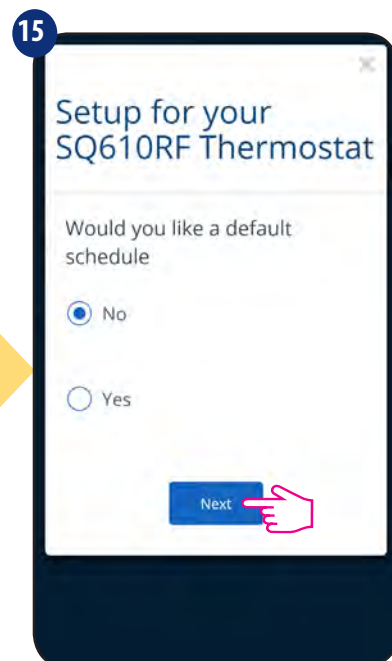 15
Setup for your
SQ610RF Thermostat
Would you like a default
schedule
No
Yes
Next